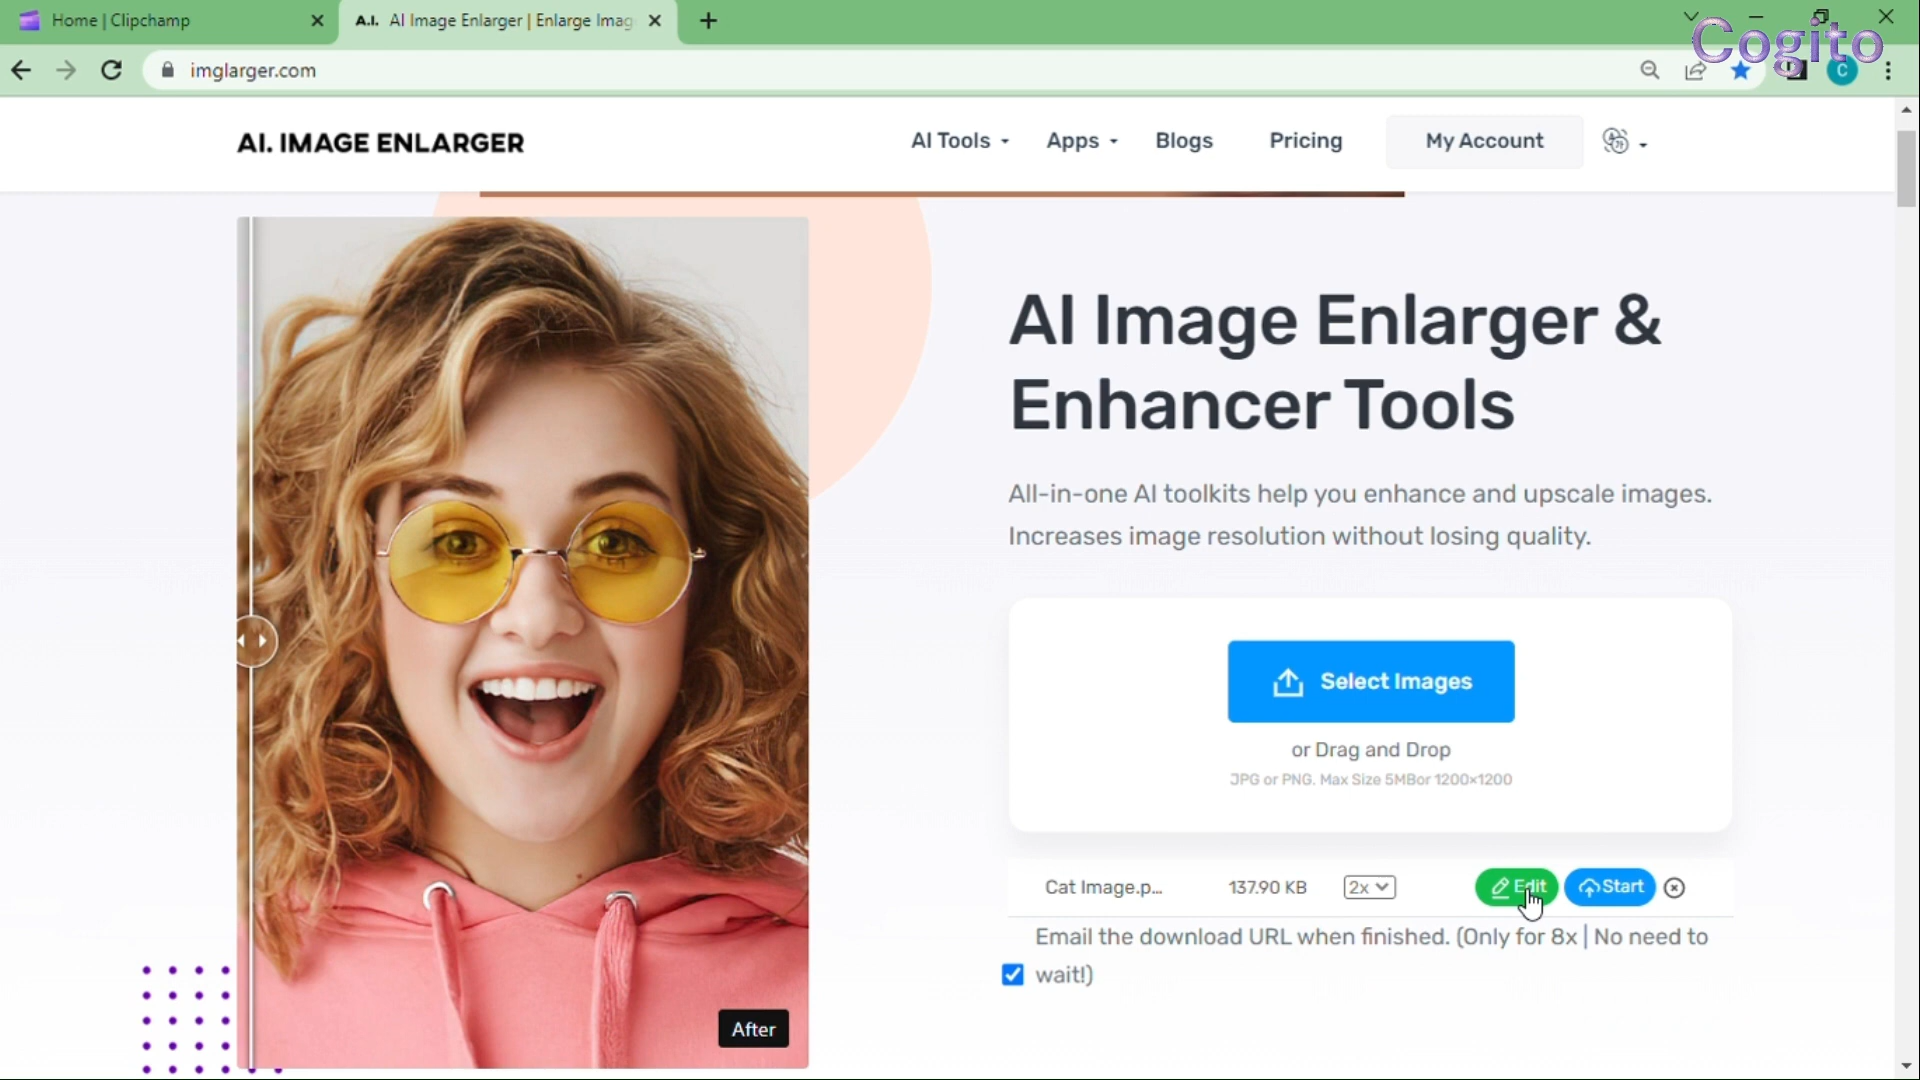 Home | Clipchamp
A.I. AI Image Enlarger | Enlarge Imag
Cogito
imglarger.com
C
AI. IMAGE ENLARGER
AI Tools
Apps
Blogs
Pricing
My Account
AI Image Enlarger &
Enhancer Tools
All-in-one AI toolkits help you enhance and upscale images.
Increases image resolution without losing quality.
Select Images
or Drag and Drop
JPG or PNG. Max Size 5MBor 1200×1200
Cat Image.p... 137.90 KB 2x Edit Start
Email the download URL when finished. (Only for 8x | No need to
wait!)
After